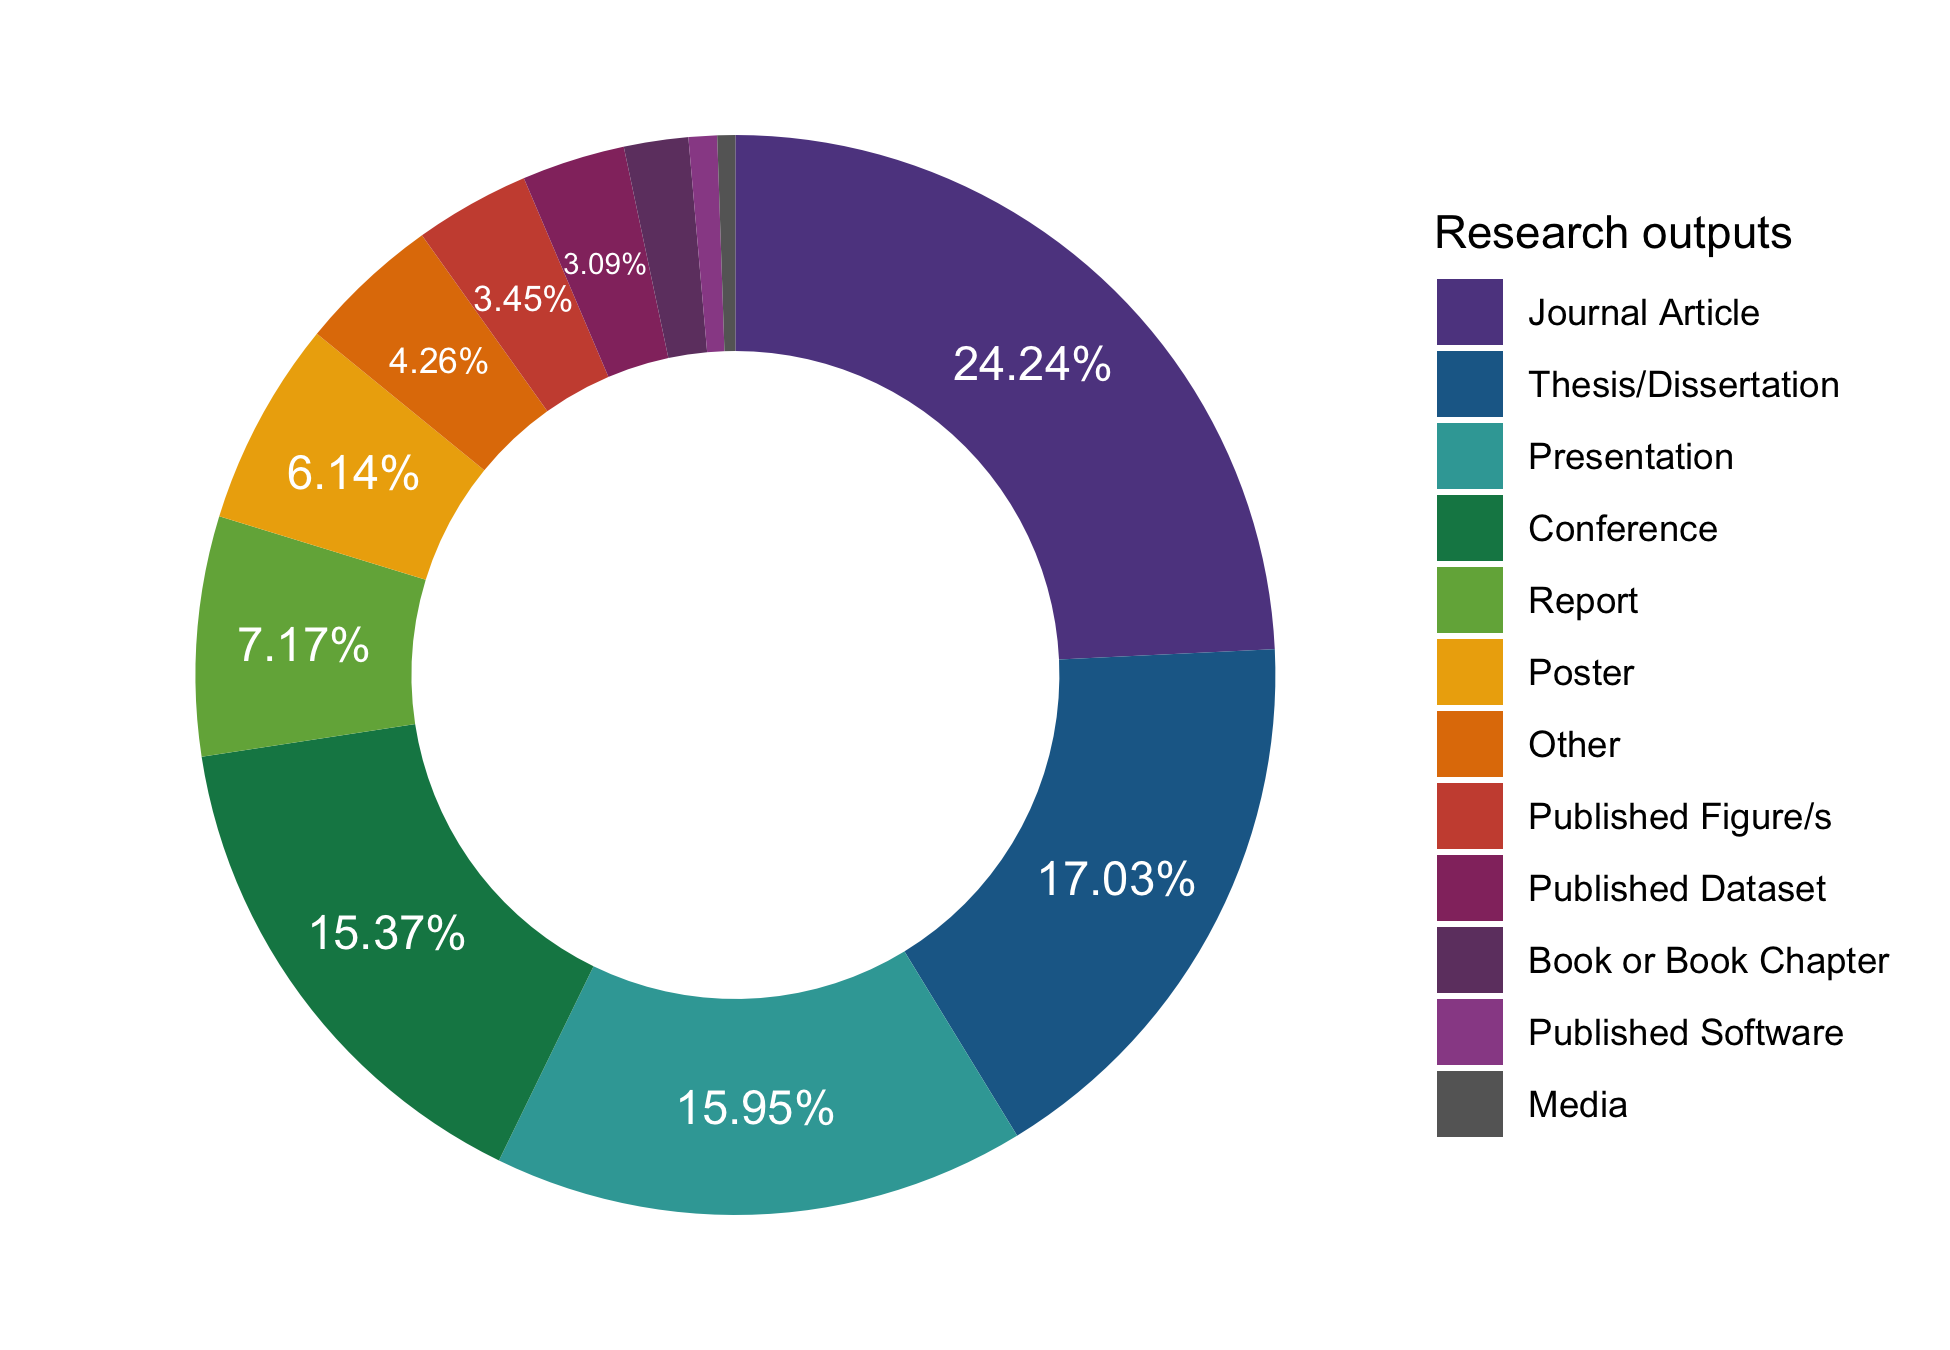 3.09%
3.45%
4.26%
24.24%
6.14%
7.17%
17.03%
15.37%
15.95%
Research outputs
Journal Article
Thesis/Dissertation
Presentation
Conference
Report
Poster
Other
Published Figure/s
Published Dataset
Book or Book Chapter
Published Software
Media